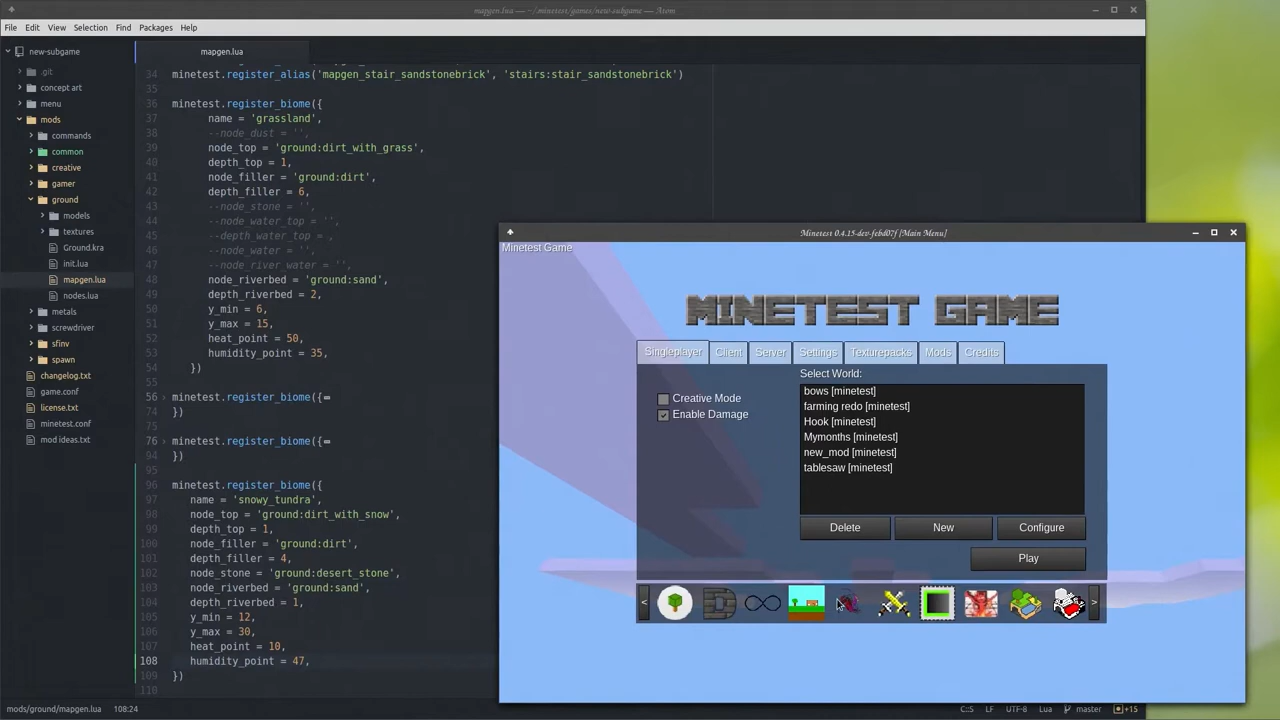 mapgen.lua — ~/.minetest/games/new-subgame — Atom
File Edit View Selection Find Packages Help
new-subgame
mapgen.lua
.git
concept art
menu
mods
commands
common
creative
gamer
ground
models
textures
Ground.kra
init.lua
mapgen.lua
nodes.lua
metals
screwdriver
sfinv
spawn
changelog.txt
game.conf
license.txt
minetest.conf
mod ideas.txt
34 minetest.register_alias('mapgen_stair_sandstonebrick', 'stairs:stair_sandstonebrick')
35
36 minetest.register_biome({
37 name = 'grassland',
38 --node_dust = '',
39 node_top = 'ground:dirt_with_grass',
40 depth_top = 1,
41 node_filler = 'ground:dirt',
42 depth_filler = 6,
43 --node_stone = '',
44 --node_water_top = '',
45 --depth_water_top = ,
46 --node_water = '',
47 --node_river_water = '',
48 node_riverbed = 'ground:sand',
49 depth_riverbed = 2,
50 y_min = 6,
51 y_max = 15,
52 heat_point = 50,
53 humidity_point = 35,
54 })
55
56 minetest.register_biome({
74 })
75
76 minetest.register_biome({
94 })
95
96 minetest.register_biome({
97 name = 'snowy_tundra',
98 node_top = 'ground:dirt_with_snow',
99 depth_top = 1,
100 node_filler = 'ground:dirt',
101 depth_filler = 4,
102 node_stone = 'ground:desert_stone',
103 node_riverbed = 'ground:sand',
104 depth_riverbed = 1,
105 y_min = 12,
106 y_max = 30,
107 heat_point = 10,
108 humidity_point = 47,
109 })
110
Minetest 0.4.15-dev-febd07f [Main Menu]
Minetest Game
MINETEST GAME
Singleplayer Client Server Settings Texturepacks Mods Credits
Select World:
Creative Mode
Enable Damage
bows [minetest]
farming redo [minetest]
Hook [minetest]
Mymonths [minetest]
new_mod [minetest]
tablesaw [minetest]
Delete New Configure
Play
< >
mods/ground/mapgen.lua 108:24 C::S LF UTF-8 Lua master +15